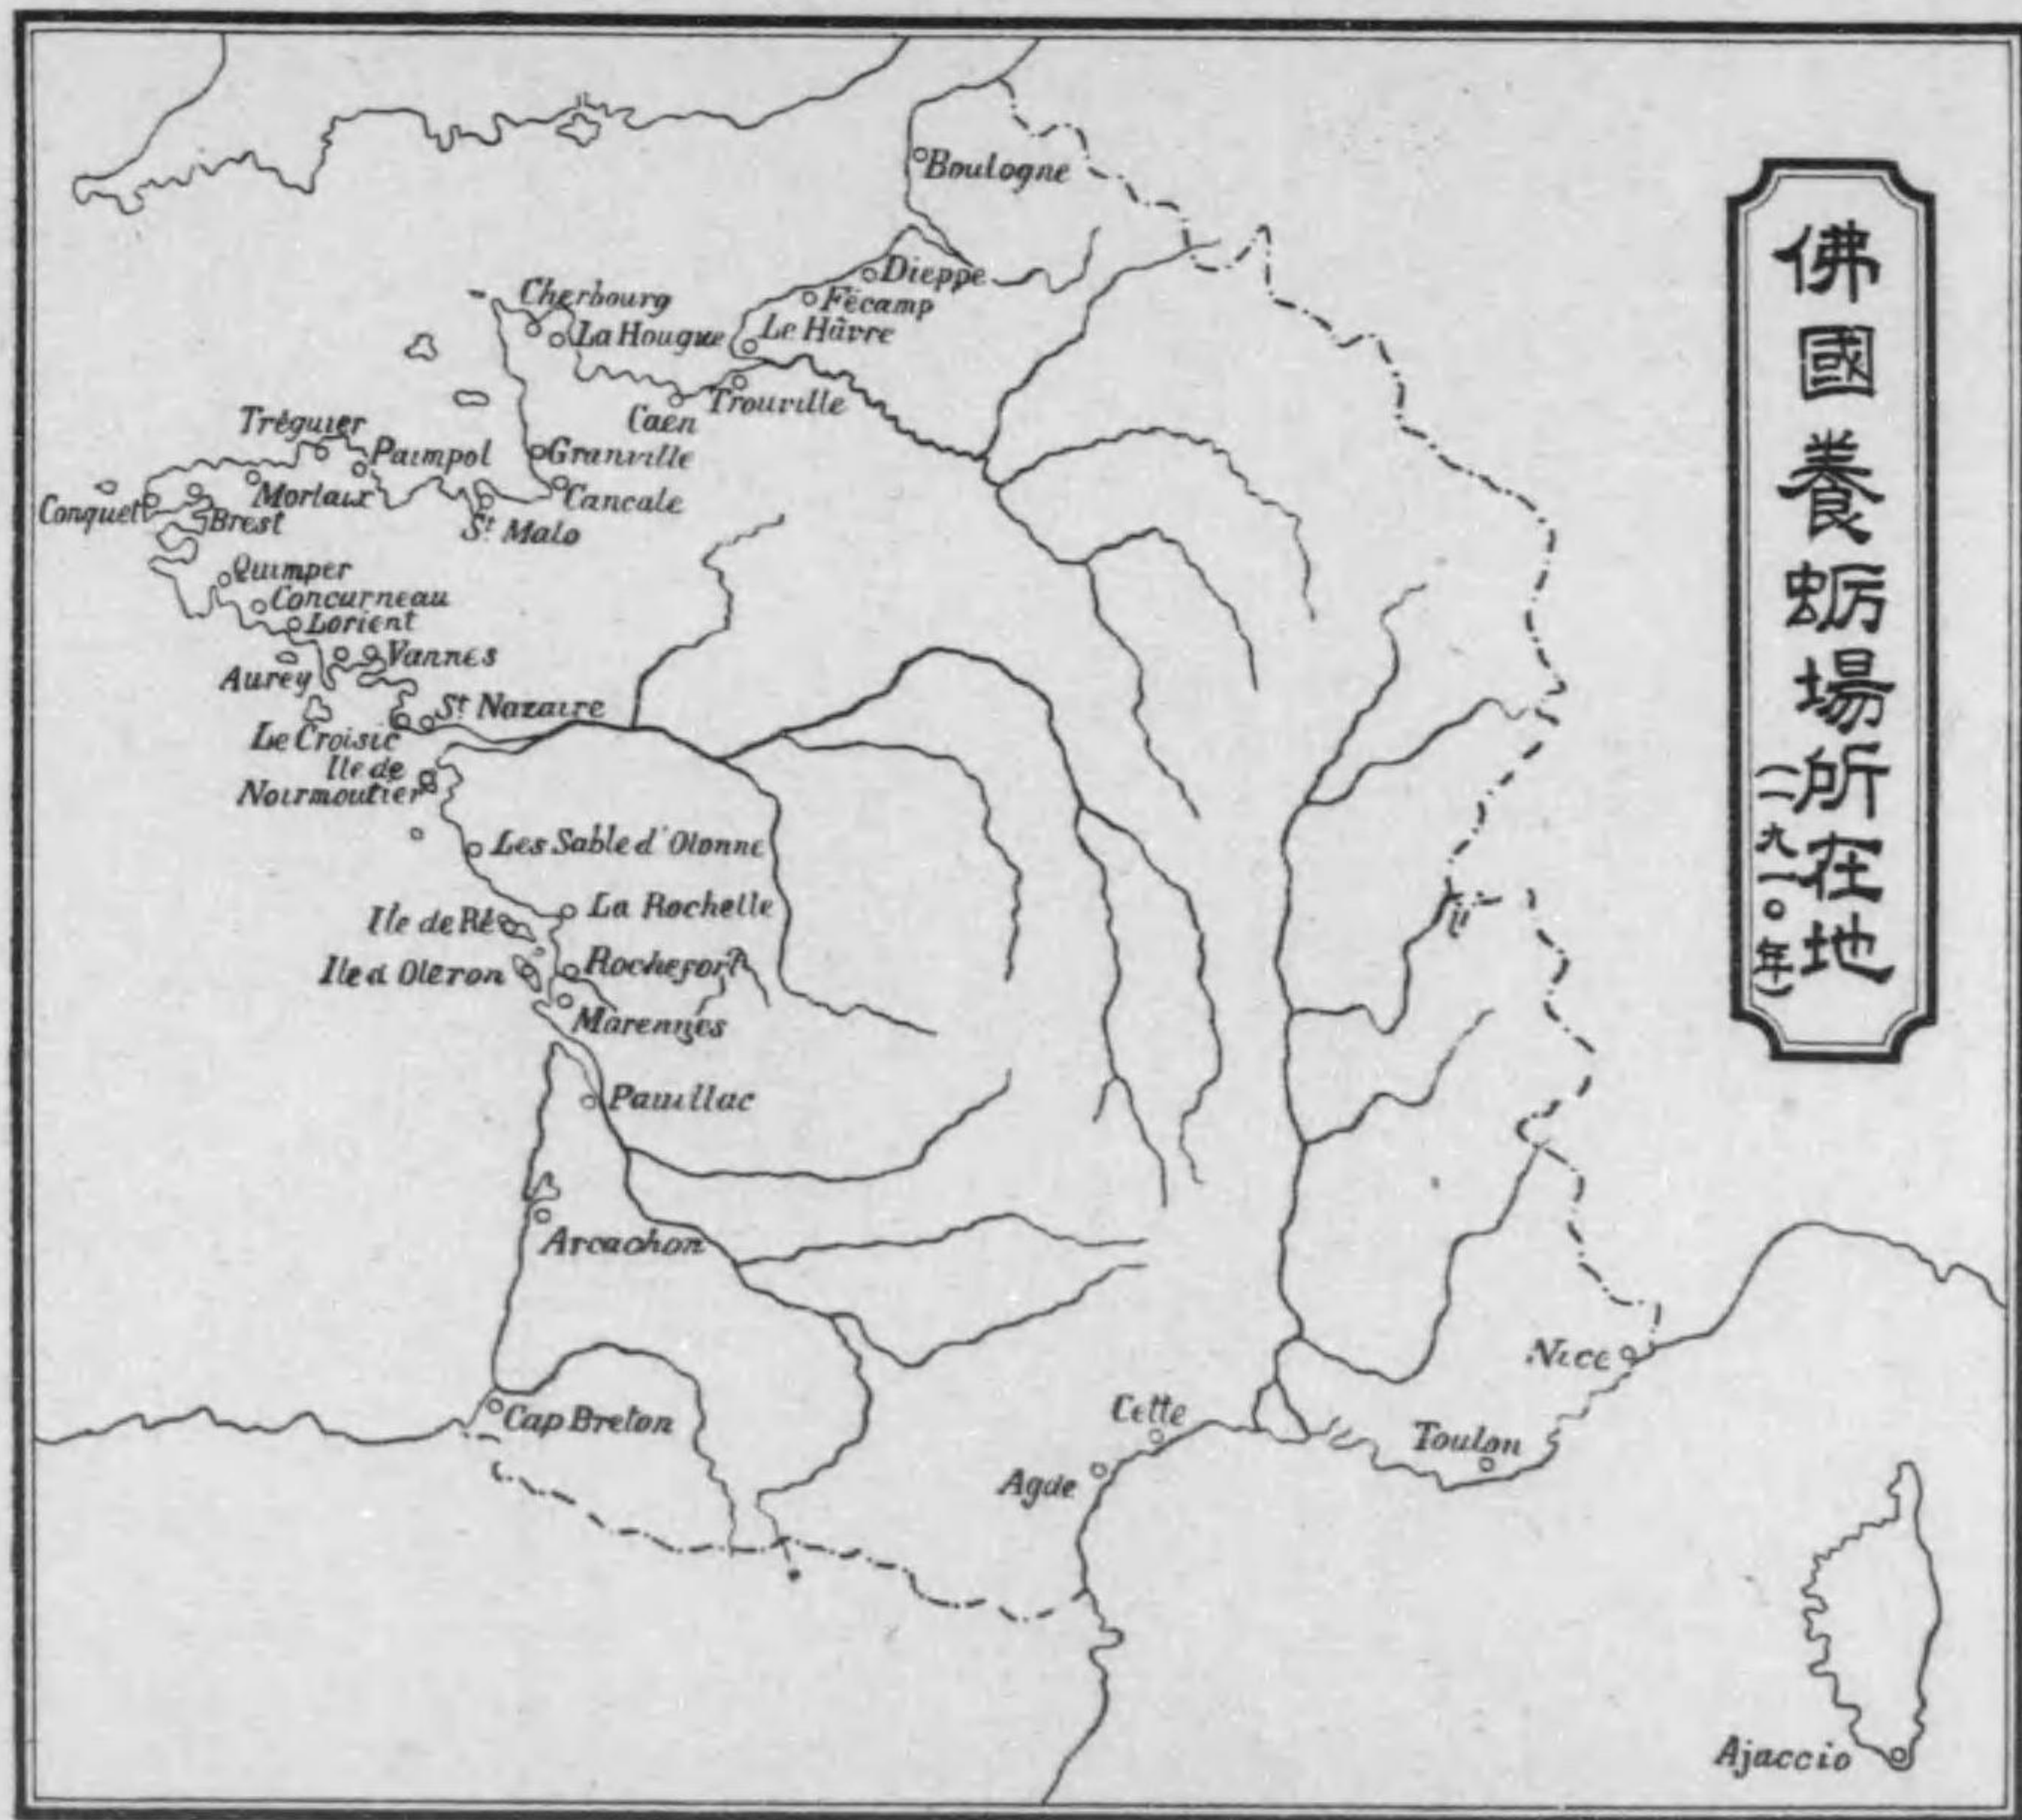 佛國養蛎場所在地
(一九一〇年)
Boulogne
Dieppe
Fécamp
Le Hâvre
Cherbourg
La Hougue
Trouville
Caen
Granville
Cancale
St Malo
Tréguier
Paimpol
Morlaix
Conquet
Brest
Quimper
Concurneau
Lorient
Vannes
Aurey
St Nazaire
Le Croisic
Ile de
Noirmoutier
Les Sable d'Olonne
La Rochelle
Ile de Ré
Rochefort
Ile d Oléron
Marennes
Pauillac
Arcachon
Cap Breton
Nice
Cette
Toulon
Agde
Ajaccio